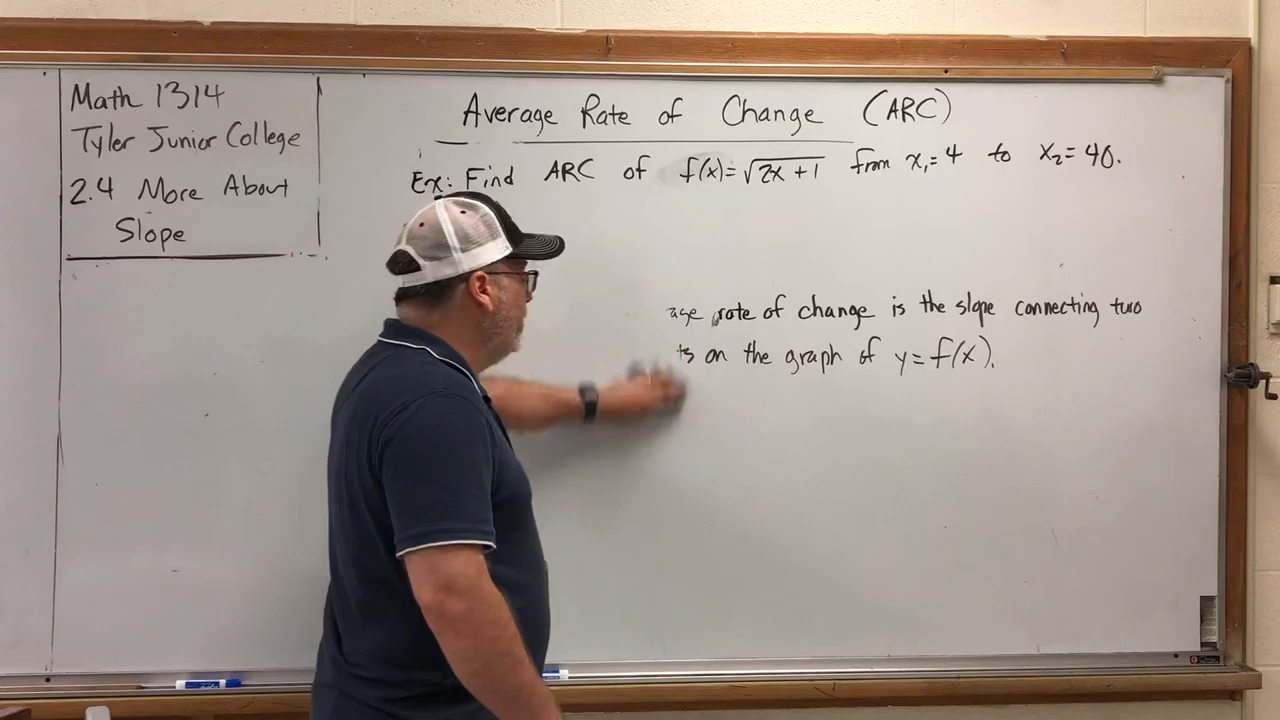 Math 1314
Tyler Junior College
2.4 More About
Slope
Average Rate of Change (ARC)
Ex: Find ARC of f(x)=√2x+1 from x₁=4 to x₂=40.
rate of change is the slope connecting two
on the graph of y=f(x).